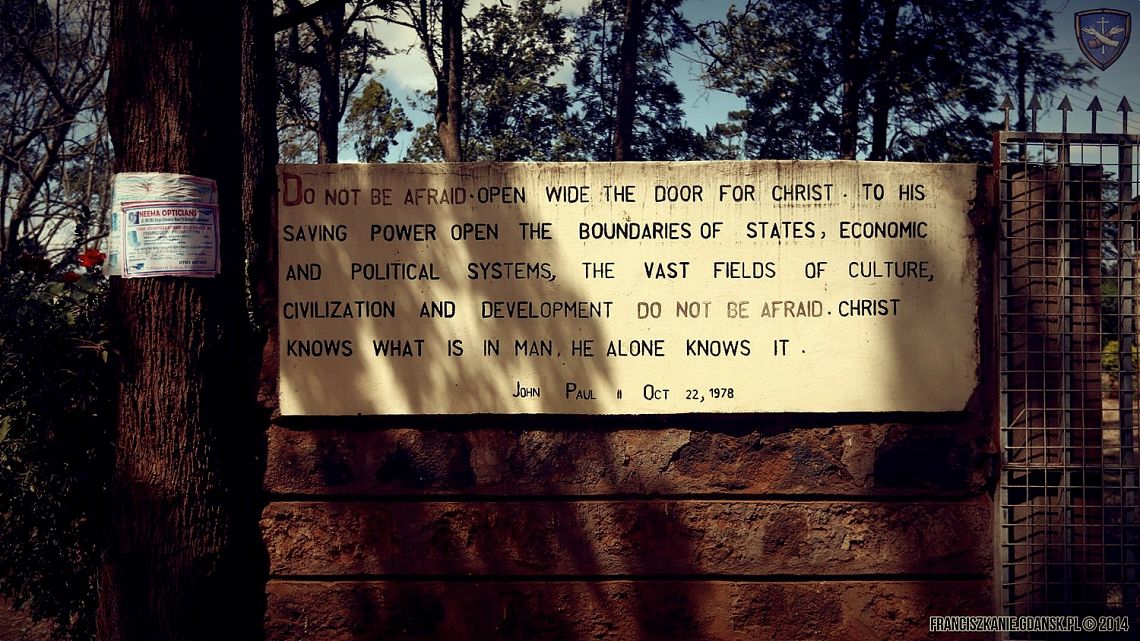 DO NOT BE AFRAID. OPEN WIDE THE DOOR FOR CHRIST. TO HIS
SAVING POWER OPEN THE BOUNDARIES OF STATES, ECONOMIC
AND POLITICAL SYSTEMS, THE VAST FIELDS OF CULTURE,
CIVILIZATION AND DEVELOPMENT DO NOT BE AFRAID. CHRIST
KNOWS WHAT IS IN MAN, HE ALONE KNOWS IT.
JOHN PAUL II OCT 22, 1978
NEEMA OPTICIANS
FRANCISZKANIE.GDANSK.PL © 2014